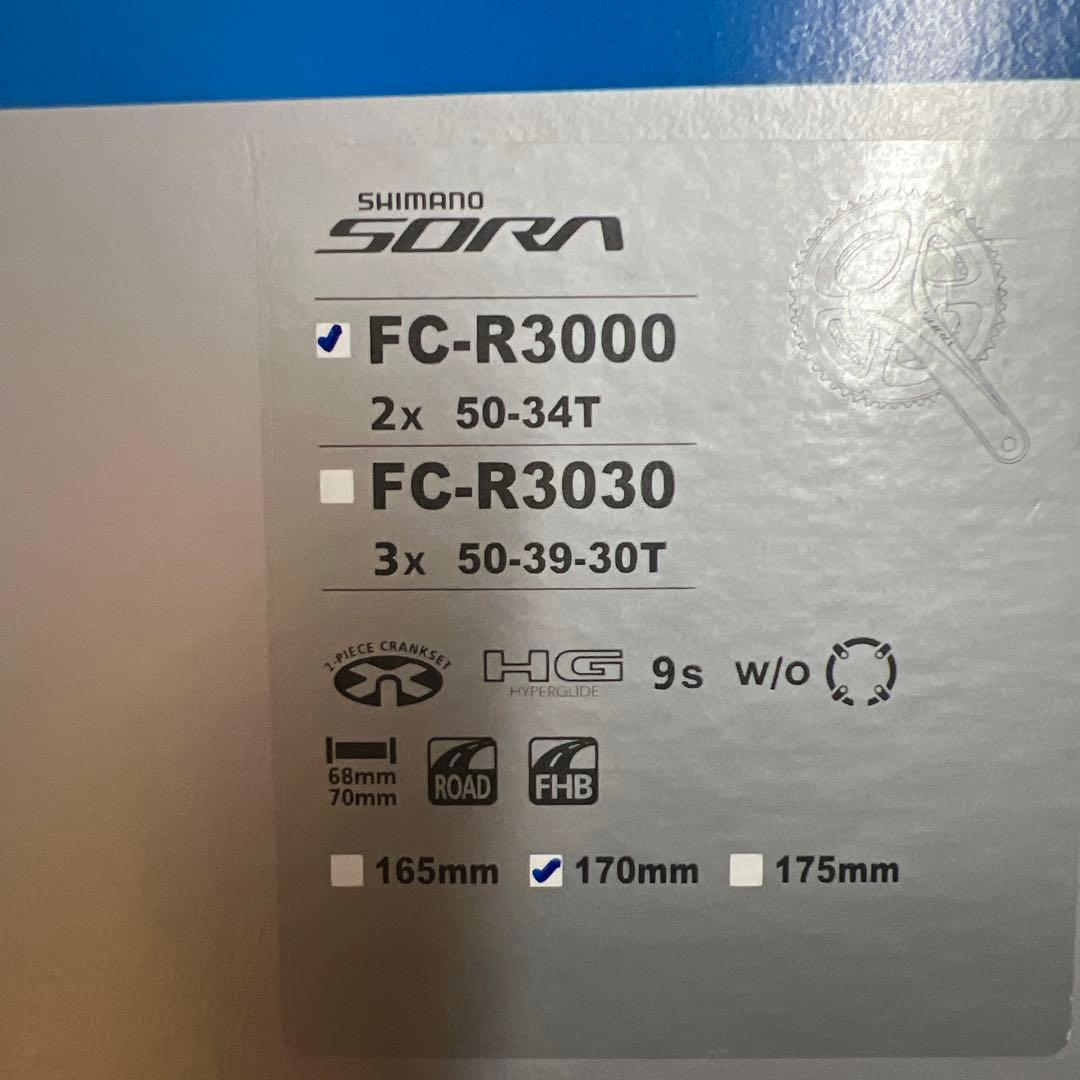 SHIMANO
SORA
FC-R3000
2x 50-34T
FC-R3030
3x 50-39-30T
2-PIECE CRANKSET
HG 9s w/o
HYPERGLIDE
68mm
70mm
ROAD FHB
165mm 170mm 175mm